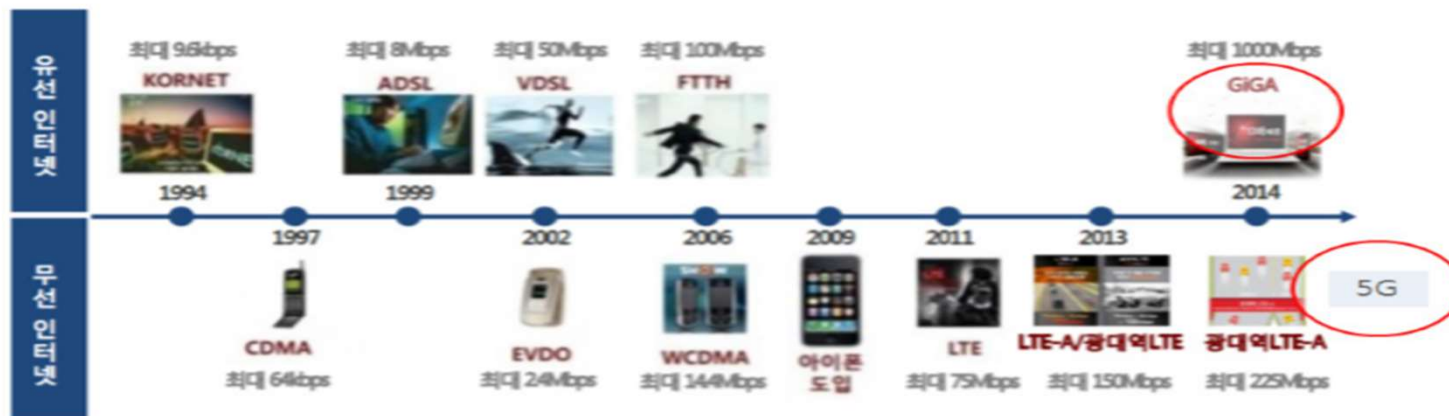 유선 인터넷
최대 9.6kbps
KORNET
최대 8Mbps
ADSL
최대 50Mbps
VDSL
최대 100Mbps
FTTH
최대 1000Mbps
GiGA
1994
1999
2014
1997
2002
2006
2009
2011
2013
무선 인터넷
CDMA
최대 64kbps
EVDO
최대 2.4Mbps
SHOW
WCDMA
최대 14.4Mbps
아이폰
도입
LTE
LTE
최대 75Mbps
LTE-A/광대역LTE
최대 150Mbps
광대역LTE-A
최대 225Mbps
5G